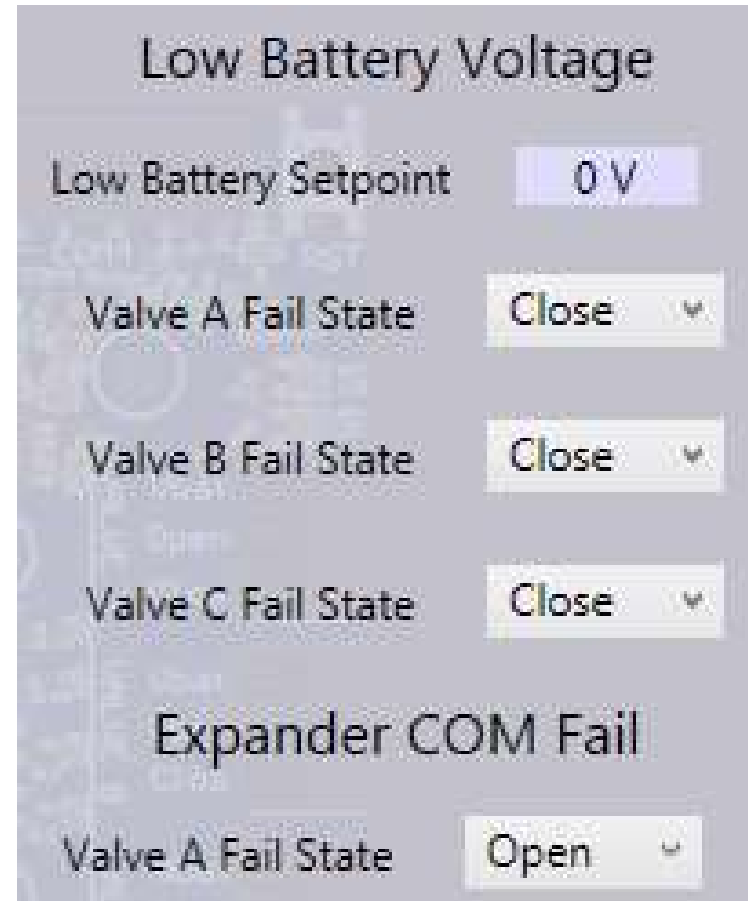 Low Battery Voltage
Low Battery Setpoint 0 V
Valve A Fail State Close
Valve B Fail State Close
Valve C Fail State Close
Expander COM Fail
Valve A Fail State Open